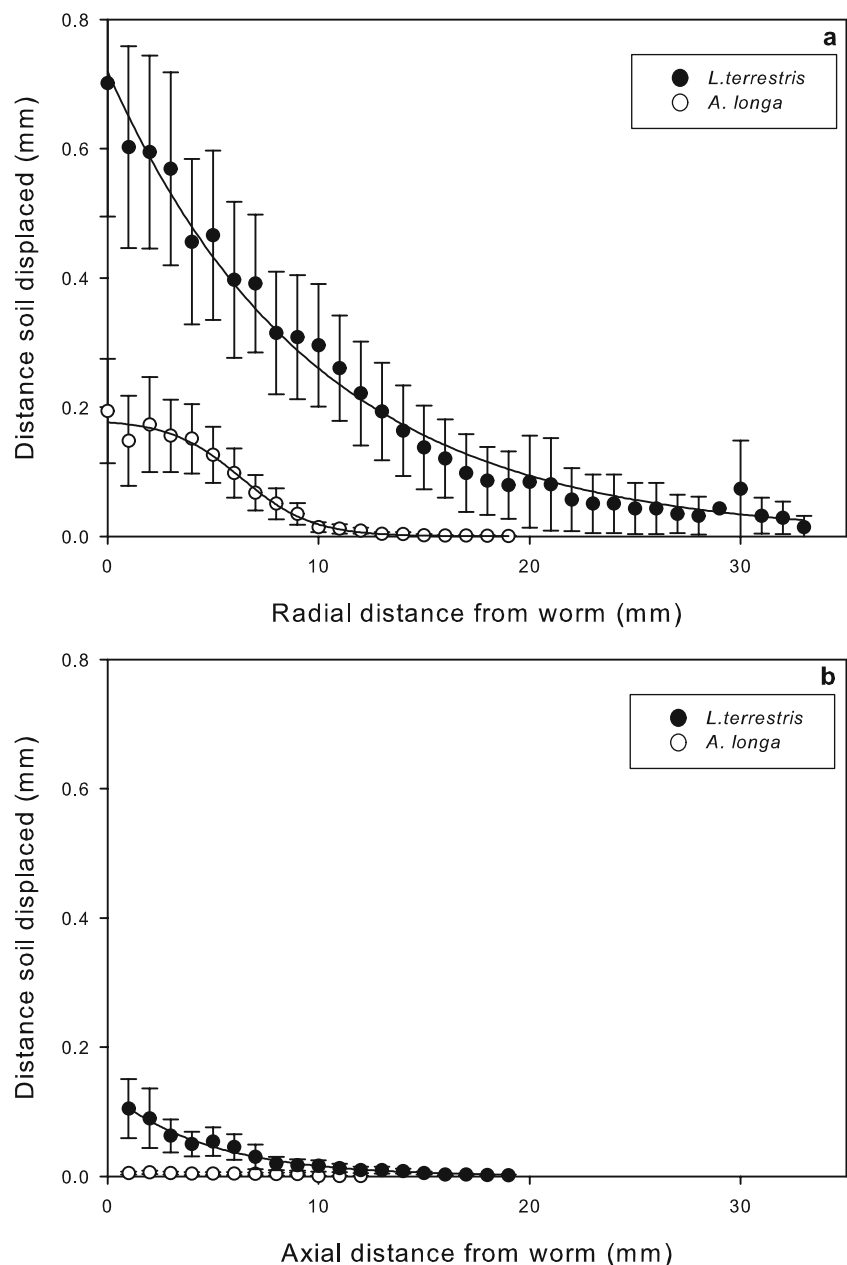 a
0.8
L.terrestris
A. longa
0.6
0.4
0.2
0.0
Distance soil displaced (mm)
0 10 20 30
Radial distance from worm (mm)
b
0.8
L.terrestris
A. longa
0.6
0.4
0.2
0.0
Distance soil displaced (mm)
0 10 20 30
Axial distance from worm (mm)